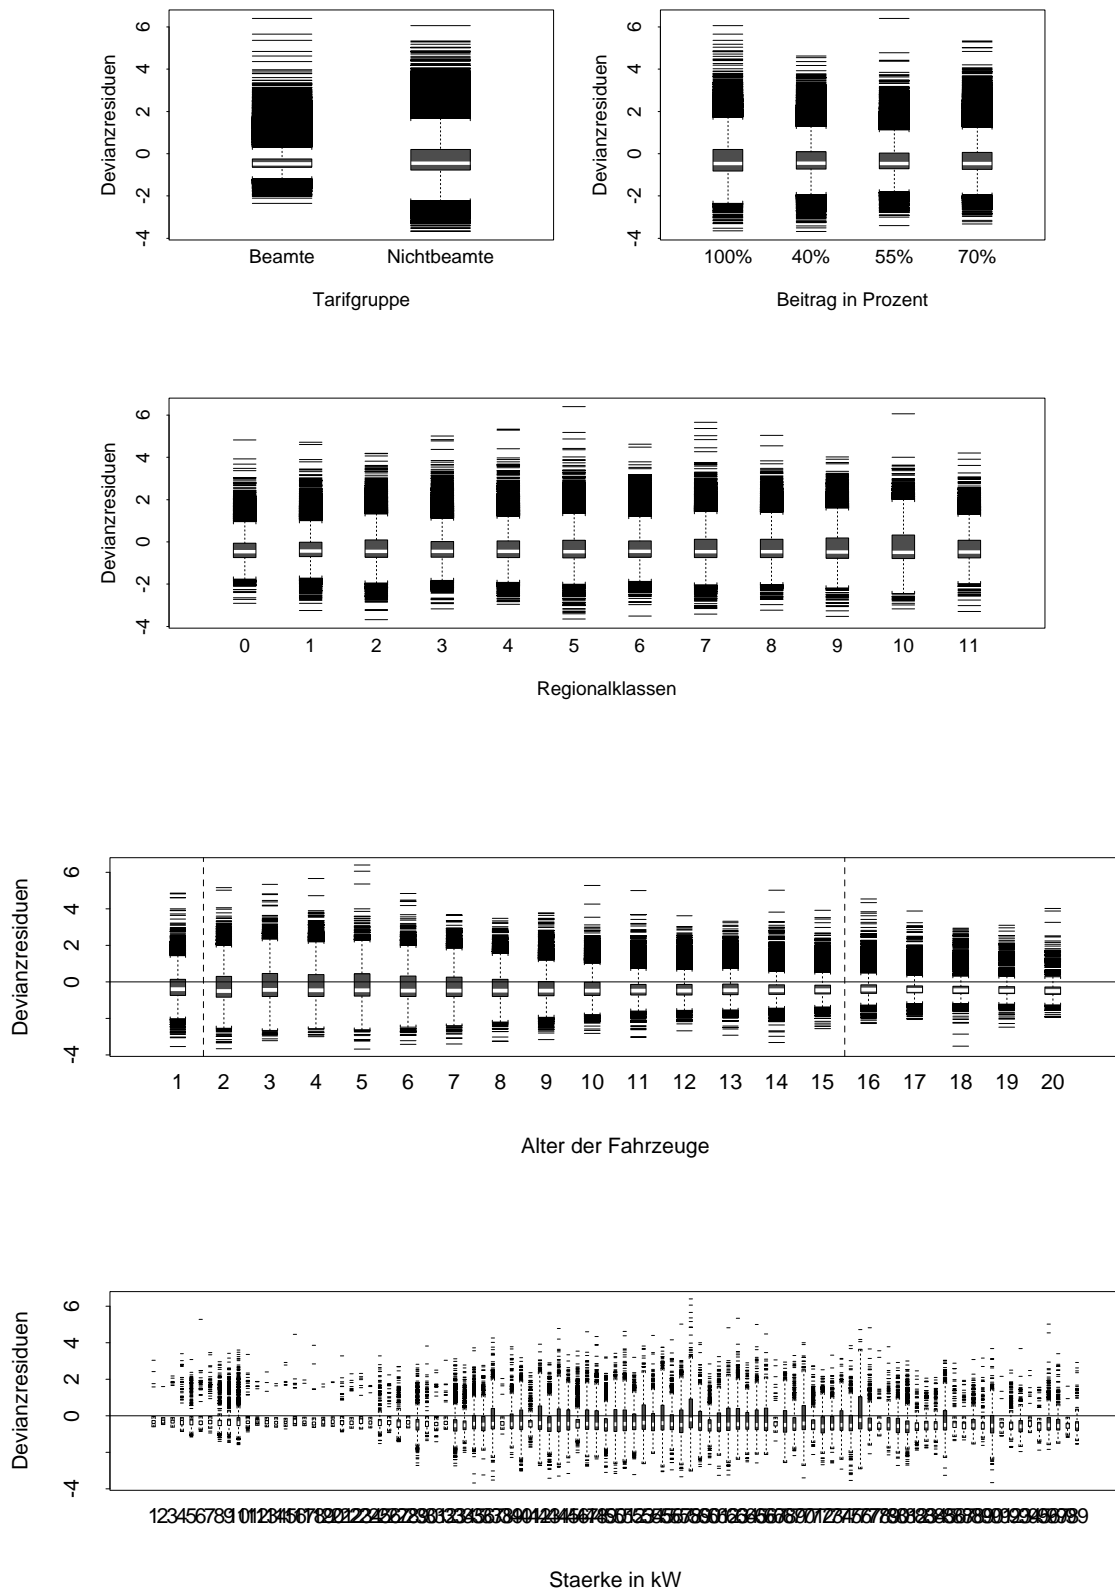 Devianzresiduen
6
4
2
0
-2
-4
Beamte Nichtbeamte
Tarifgruppe
Devianzresiduen
6
4
2
0
-2
-4
100% 40% 55% 70%
Beitrag in Prozent
Devianzresiduen
6
4
2
0
-2
-4
0 1 2 3 4 5 6 7 8 9 10 11
Regionalklassen
Devianzresiduen
6
4
2
0
-4
1 2 3 4 5 6 7 8 9 10 11 12 13 14 15 16 17 18 19 20
Alter der Fahrzeuge
Devianzresiduen
6
4
2
0
-4
Staerke in kW